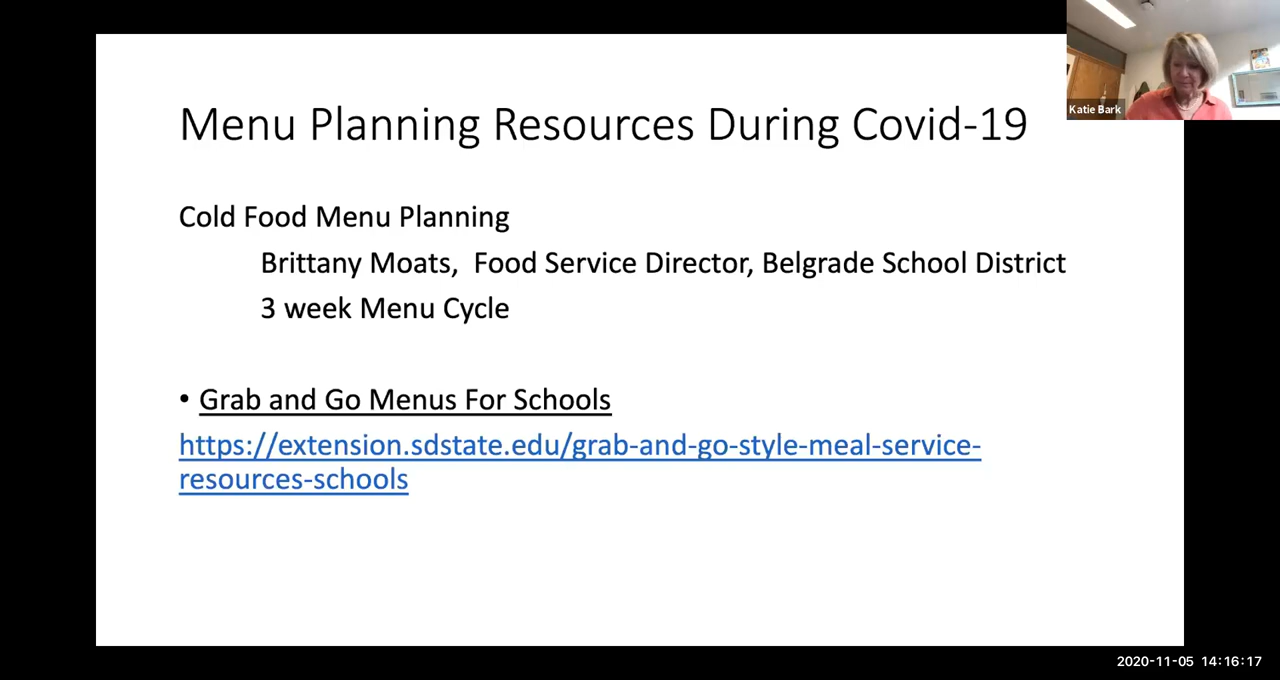 Menu Planning Resources During Covid-19
Katie Bark
Cold Food Menu Planning
Brittany Moats,  Food Service Director, Belgrade School District
3 week Menu Cycle
• Grab and Go Menus For Schools
https://extension.sdstate.edu/grab-and-go-style-meal-service-
resources-schools
2020-11-05 14:16:17